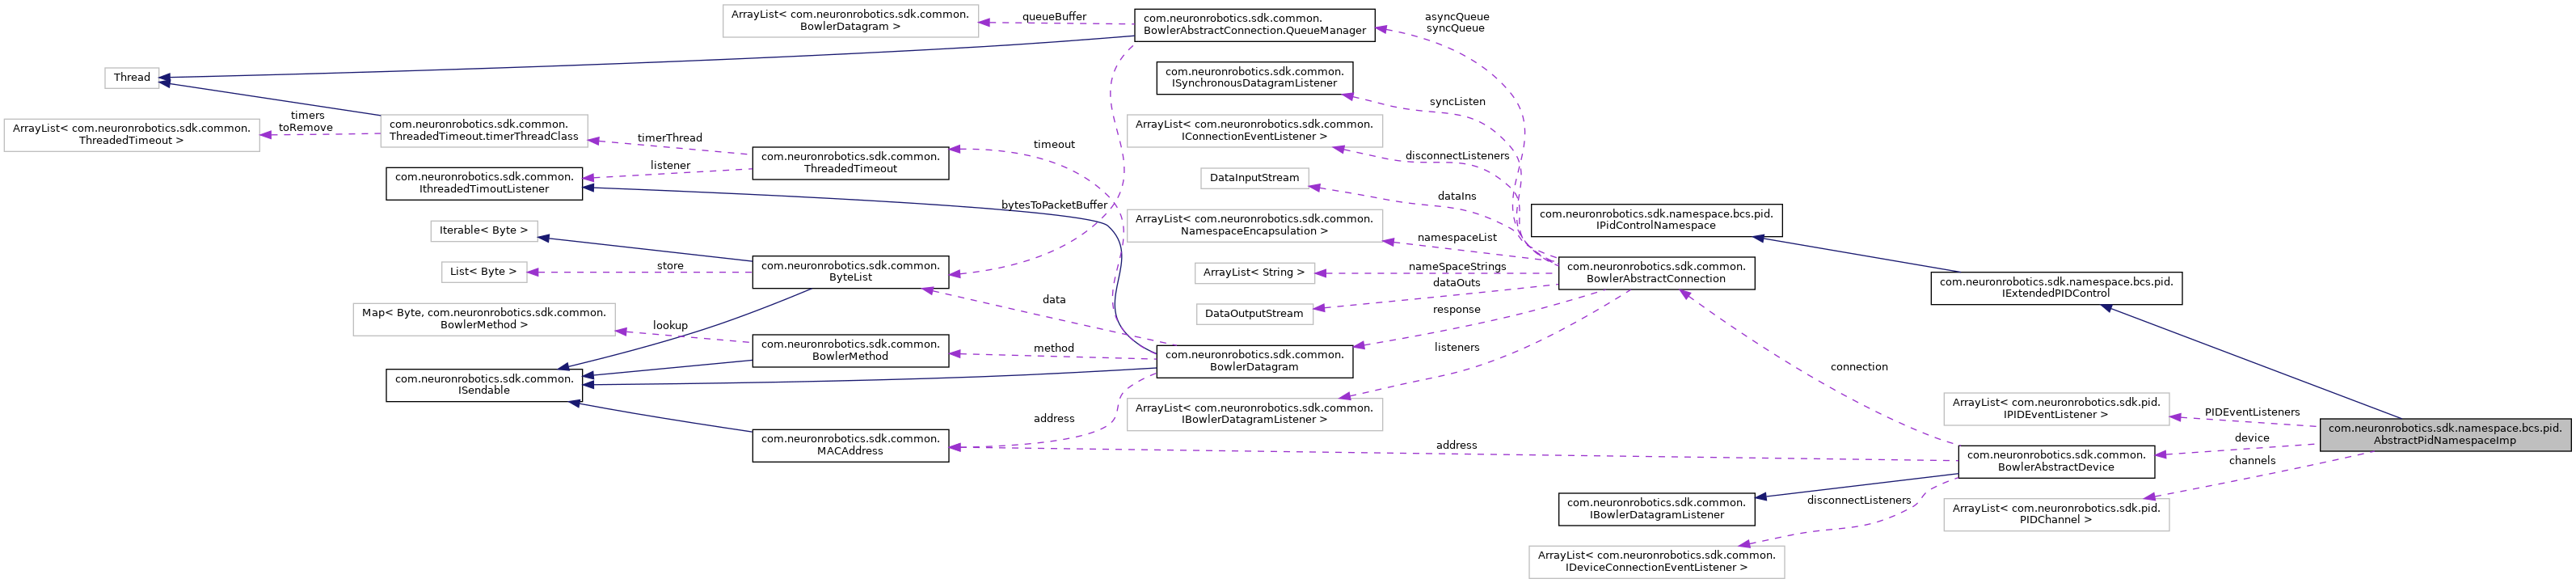 ArrayList< com.neuronrobotics.sdk.common.
BowlerDatagram >
queueBuffer
com.neuronrobotics.sdk.common.
BowlerAbstractConnection.QueueManager
asyncQueue
syncQueue
Thread
com.neuronrobotics.sdk.common.
ISynchronousDatagramListener
syncListen
ArrayList< com.neuronrobotics.sdk.common.
ThreadedTimeout >
timers
toRemove
com.neuronrobotics.sdk.common.
ThreadedTimeout.timerThreadClass
timerThread
listener
com.neuronrobotics.sdk.common.
ThreadedTimeout
timeout
ArrayList< com.neuronrobotics.sdk.common.
IConnectionEventListener >
disconnectListeners
com.neuronrobotics.sdk.common.
IthreadedTimoutListener
DataInputStream
dataIns
bytesToPacketBuffer
com.neuronrobotics.sdk.namespace.bcs.pid.
IPidControlNamespace
ArrayList< com.neuronrobotics.sdk.common.
NamespaceEncapsulation >
namespaceList
Iterable< Byte >
List< Byte >
store
com.neuronrobotics.sdk.common.
ByteList
ArrayList< String >
nameSpaceStrings
com.neuronrobotics.sdk.common.
BowlerAbstractConnection
dataOuts
com.neuronrobotics.sdk.namespace.bcs.pid.
IExtendedPIDControl
data
DataOutputStream
response
Map< Byte, com.neuronrobotics.sdk.common.
BowlerMethod >
lookup
com.neuronrobotics.sdk.common.
BowlerMethod
method
com.neuronrobotics.sdk.common.
BowlerDatagram
listeners
connection
com.neuronrobotics.sdk.common.
ISendable
address
ArrayList< com.neuronrobotics.sdk.common.
IBowlerDatagramListener >
com.neuronrobotics.sdk.common.
MACAddress
address
ArrayList< com.neuronrobotics.sdk.pid.
IPIDEventListener >
PIDEventListeners
device
channels
com.neuronrobotics.sdk.namespace.bcs.pid.
AbstractPidNamespaceImp
com.neuronrobotics.sdk.common.
BowlerAbstractDevice
com.neuronrobotics.sdk.common.
IBowlerDatagramListener
disconnectListeners
ArrayList< com.neuronrobotics.sdk.pid.
PIDChannel >
ArrayList< com.neuronrobotics.sdk.common.
IDeviceConnectionEventListener >